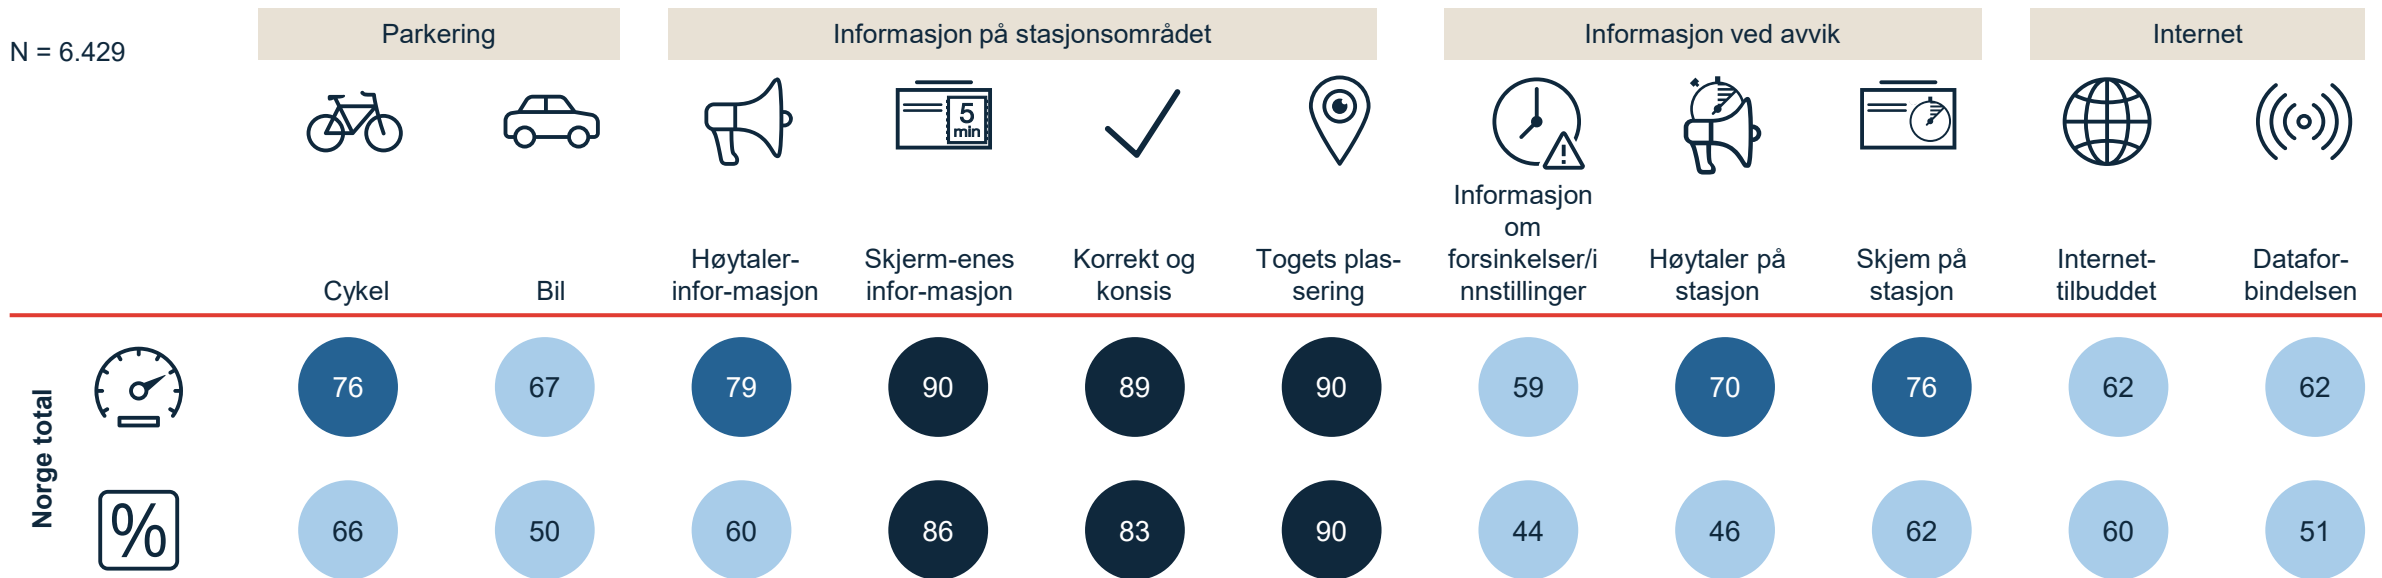 N = 6.429
Parkering
Informasjon på stasjonsområdet
Informasjon ved avvik
Internet
5
min
Cykel
Bil
Høytaler-
infor-masjon
Skjerm-enes
infor-masjon
Korrekt og
konsis
Togets plas-
sering
Informasjon
om
forsinkelser/i
nnstillinger
Høytaler på
stasjon
Skjem på
stasjon
Internet-
tilbuddet
Datafor-
bindelsen
Norge total
76 67 79 90 89 90 59 70 76 62 62
%
66 50 60 86 83 90 44 46 62 60 51